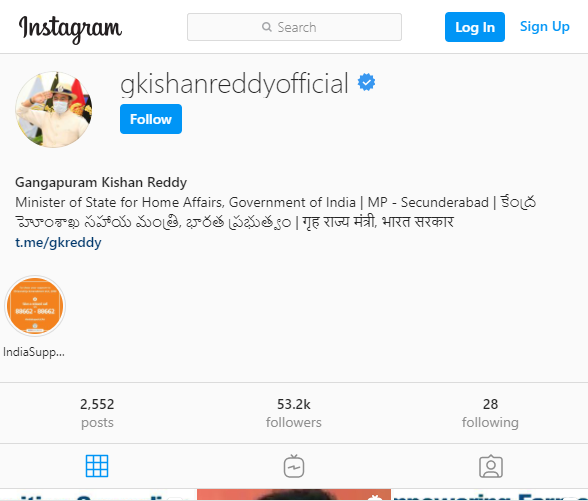 Instagram
Search
Log In
Sign Up
gkishanreddyofficial
Follow
Gangapuram Kishan Reddy
Minister of State for Home Affairs, Government of India | MP - Secunderabad | కేంద్ర
హెూంశాఖ సహాయ మంత్రి, భారత ప్రభుత్వం | गृह राज्य मंत्री, भारत सरकार
t.me/gkreddy
88662 - 88662
IndiaSupp...
2,552 53.2k 28
posts followers following